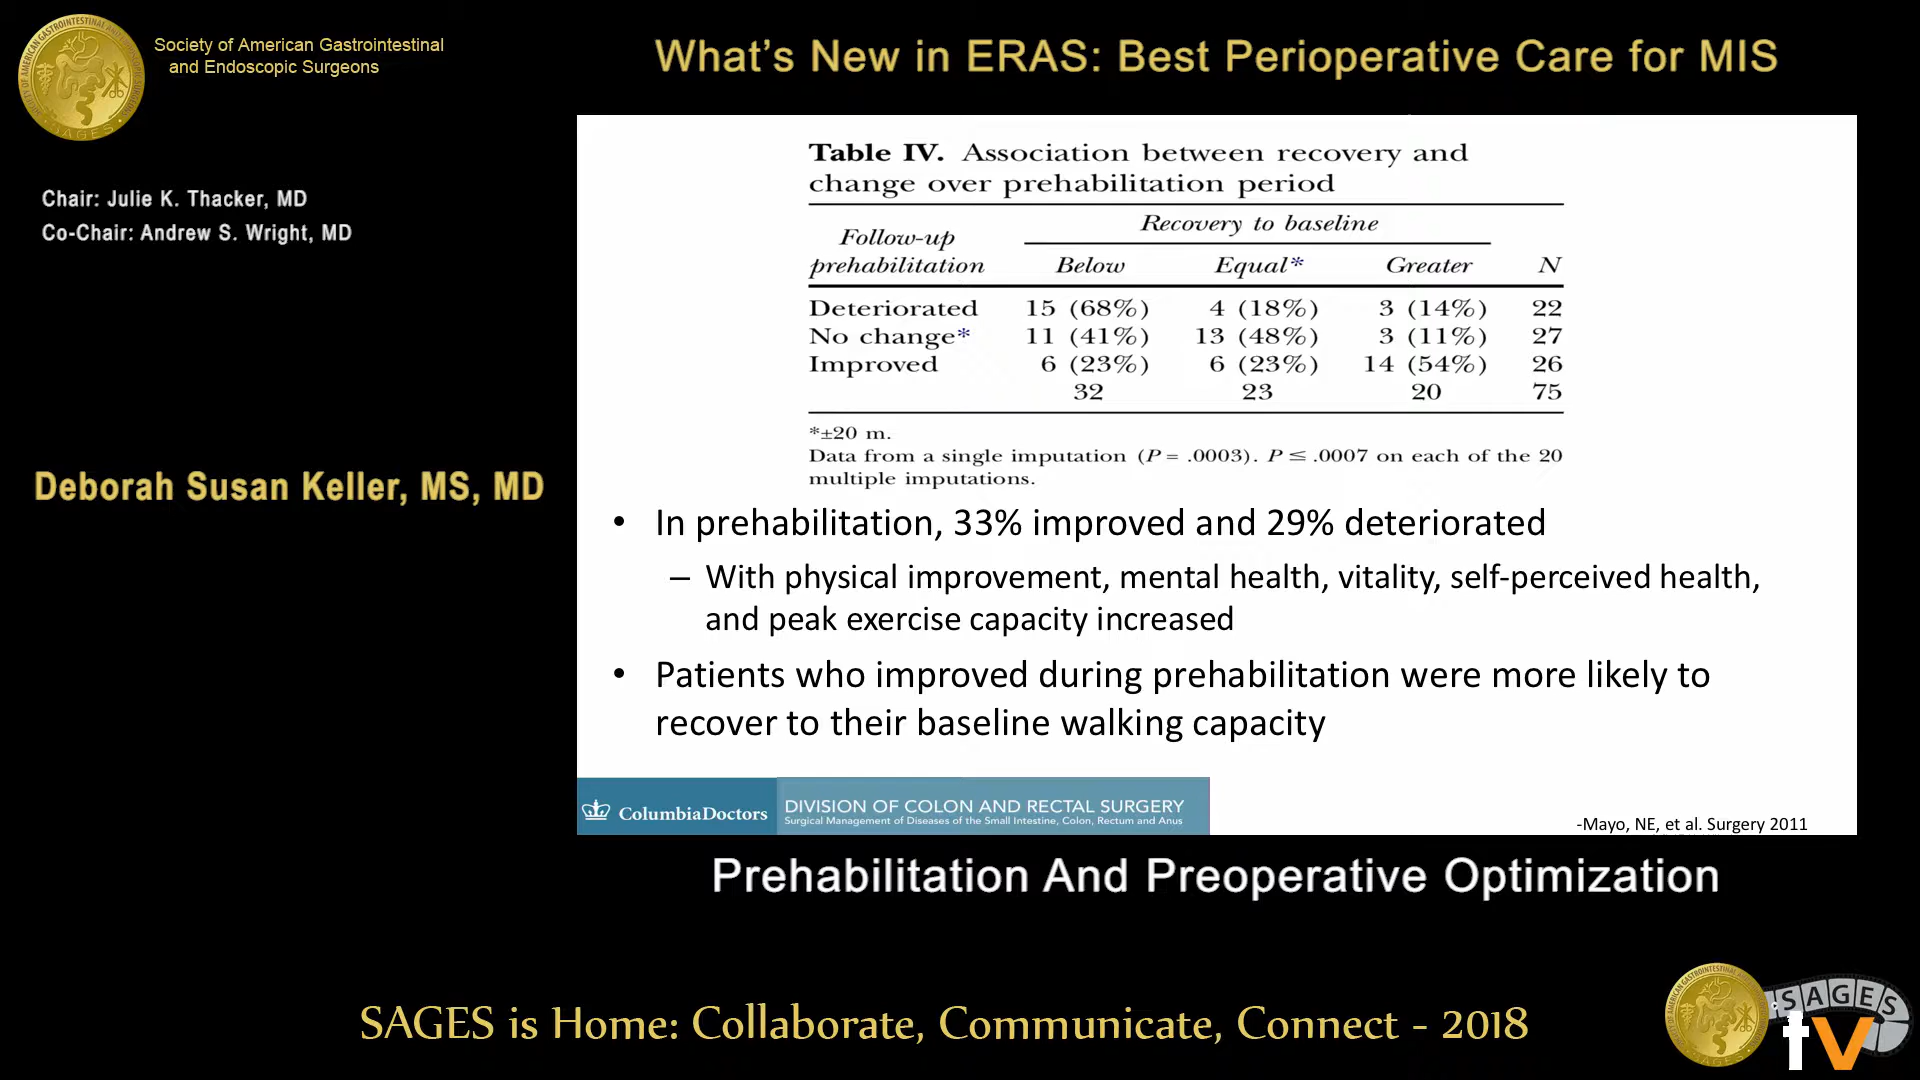 Society of American Gastrointestinal
and Endoscopic Surgeons
What's New in ERAS: Best Perioperative Care for MIS
Chair: Julie K. Thacker, MD
Co-Chair: Andrew S. Wright, MD
Deborah Susan Keller, MS, MD
Table IV. Association between recovery and
change over prehabilitation period
Recovery to baseline
Follow-up
prehabilitation Below Equal* Greater N
Deteriorated 15 (68%) 4 (18%) 3 (14%) 22
No change* 11 (41%) 13 (48%) 3 (11%) 27
Improved 6 (23%) 6 (23%) 14 (54%) 26
32 23 20 75
*±20 m.
Data from a single imputation (P = .0003). P ≤ .0007 on each of the 20
multiple imputations.
• In prehabilitation, 33% improved and 29% deteriorated
– With physical improvement, mental health, vitality, self-perceived health,
and peak exercise capacity increased
• Patients who improved during prehabilitation were more likely to
recover to their baseline walking capacity
ColumbiaDoctors
DIVISION OF COLON AND RECTAL SURGERY
Surgical Management of Diseases of the Small Intestine, Colon, Rectum and Anus
-Mayo, NE, et al. Surgery 2011
Prehabilitation And Preoperative Optimization
SAGES is Home: Collaborate, Communicate, Connect - 2018
SAGES
tV